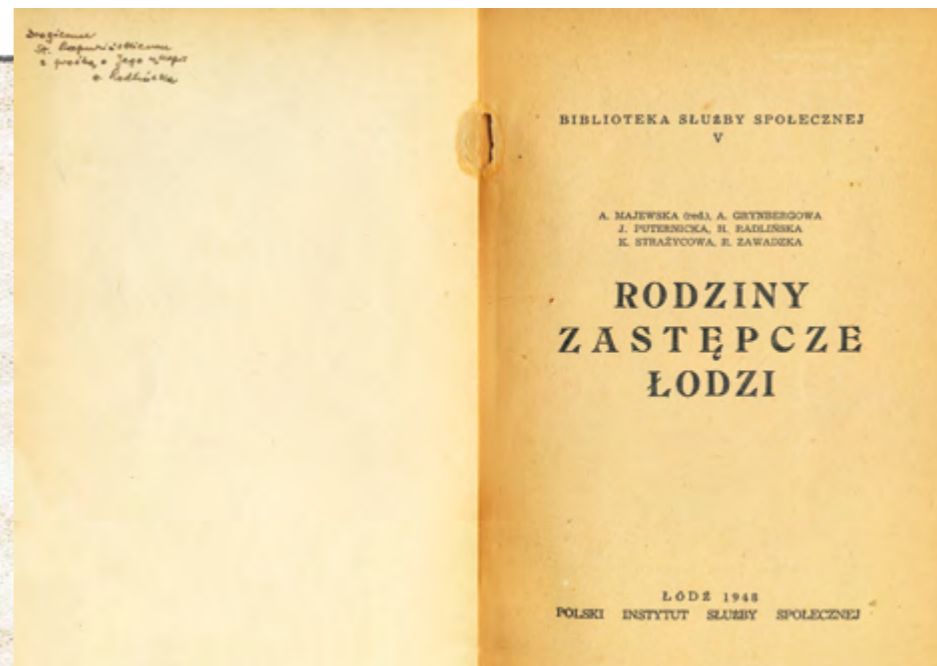 Drogiemu
St.
z prośbą o Jego
H. Radlińska
BIBLIOTEKA SŁUŻBY SPOŁECZNEJ
V
A. MAJEWSKA (red.), A. GRYNBERGOWA
J. PUTERNICKA, H. RADLIŃSKA
K. STRAŻYCOWA, E. ZAWADZKA
RODZINY
ZASTĘPCZE
ŁODZI
ŁÓDŹ 1948
POLSKI INSTYTUT SŁUŻBY SPOŁECZNEJ